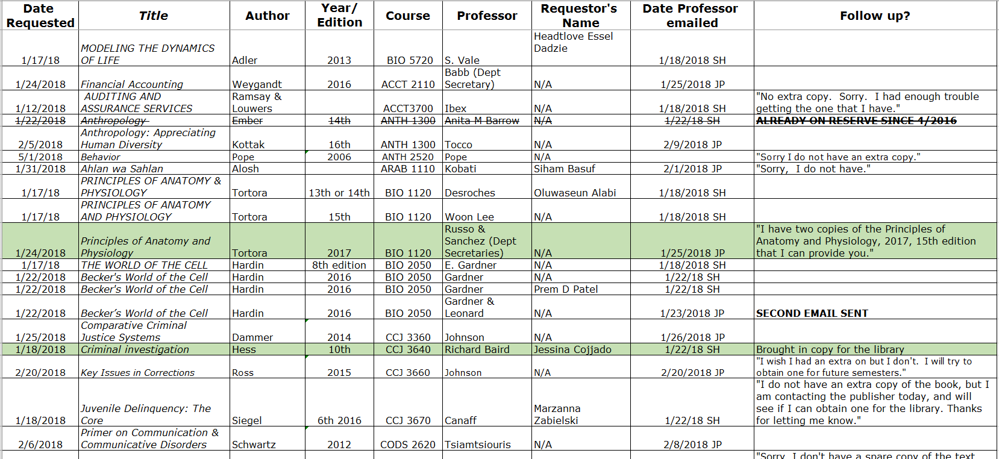 Date Requested Title Author Year/ Edition Course Professor Requestor's Name Date Professor emailed Follow up?
1/17/18 MODELING THE DYNAMICS OF LIFE Adler 2013 BIO 5720 S. Vale Headtlove Essel Dadzie 1/18/2018 SH
1/24/2018 Financial Accounting Weygandt 2016 ACCT 2110 Babb (Dept Secretary) N/A 1/25/2018 JP
1/12/2018 AUDITING AND ASSURANCE SERVICES Ramsay & Louwers ACCT3700 Ibex N/A 1/18/2018 SH "No extra copy. Sorry. I had enough trouble getting the one that I have."
1/22/2018 Anthropology Ember 14th ANTH 1300 Anita M Barrow N/A 1/22/18 SH ALREADY ON RESERVE SINCE 4/2016
2/5/2018 Anthropology: Appreciating Human Diversity Kottak 16th ANTH 1300 Tocco N/A 2/9/2018 JP
5/1/2018 Behavior Pope 2006 ANTH 2520 Pope N/A "Sorry I do not have an extra copy."
1/31/2018 Ahlan wa Sahlan Alosh ARAB 1110 Kobati Siham Basuf 2/1/2018 JP "Sorry, I do not have."
1/17/18 PRINCIPLES OF ANATOMY & PHYSIOLOGY Tortora 13th or 14th BIO 1120 Desroches Oluwaseun Alabi 1/18/2018 SH
1/17/18 PRINCIPLES OF ANATOMY AND PHYSIOLOGY Tortora 15th BIO 1120 Woon Lee N/A 1/18/2018 SH
1/24/2018 Principles of Anatomy and Physiology Tortora 2017 BIO 1120 Russo & Sanchez (Dept Secretaries) N/A 1/25/2018 JP "I have two copies of the Principles of Anatomy and Physiology, 2017, 15th edition that I can provide you."
1/17/18 THE WORLD OF THE CELL Hardin 8th edition BIO 2050 E. Gardner N/A 1/18/2018 SH
1/22/2018 Becker's World of the Cell Hardin 2016 BIO 2050 Gardner N/A 1/22/18 SH
1/22/2018 Becker's World of the Cell Hardin 2016 BIO 2050 Gardner Prem D Patel 1/22/18 SH
1/22/2018 Becker’s World of the Cell Hardin 2016 BIO 2050 Gardner & Leonard N/A 1/23/2018 JP SECOND EMAIL SENT
1/25/2018 Comparative Criminal Justice Systems Dammer 2014 CCJ 3360 Johnson N/A 1/26/2018 JP
1/18/2018 Criminal investigation Hess 10th CCJ 3640 Richard Baird Jessina Cojjado 1/22/18 SH Brought in copy for the library
2/20/2018 Key Issues in Corrections Ross 2015 CCJ 3660 Johnson N/A 2/20/2018 JP "I wish I had an extra on but I don't. I will try to obtain one for future semesters."
1/18/2018 Juvenile Delinquency: The Core Siegel 6th 2016 CCJ 3670 Canaff Marzanna Zabielski 1/22/18 SH "I do not have an extra copy of the book, but I am contacting the publisher today, and will see if I can obtain one for the library. Thanks for letting me know."
2/6/2018 Primer on Communication & Communicative Disorders Schwartz 2012 CODS 2620 Tsiamtsiouris N/A 2/8/2018 JP
"Sorry, I don't have a spare copy of the text